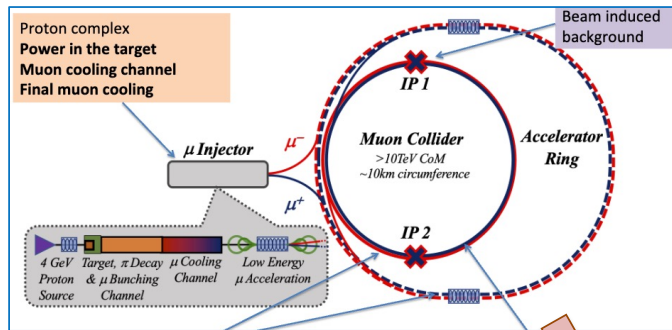 Proton complex
Power in the target
Muon cooling channel
Final muon cooling
Beam induced
background
IP 1
μ Injector
μ⁻
μ⁺
Muon Collider
>10TeV CoM
~10km circumference
Accelerator
Ring
IP 2
4 GeV
Proton
Source
Target, π Decay
& μ Bunching
Channel
μ Cooling
Channel
Low Energy
μ Acceleration